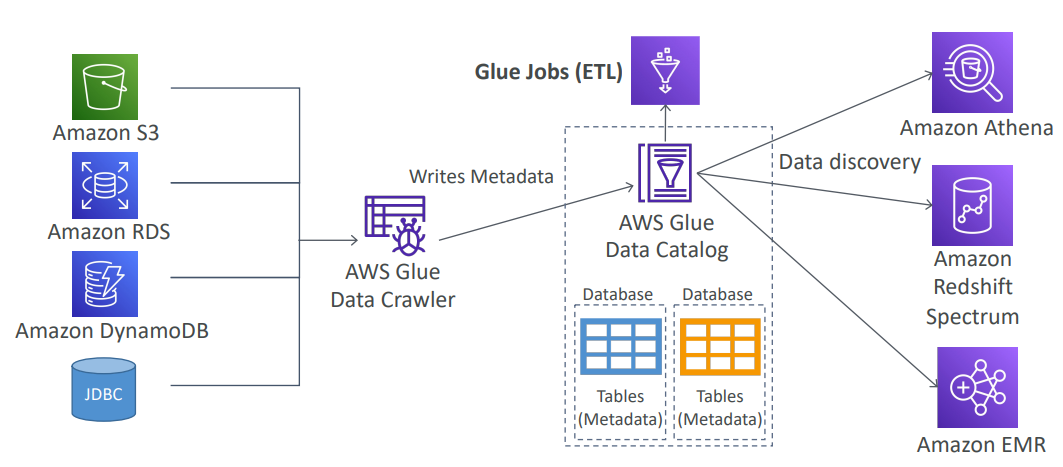 Glue Jobs (ETL)
Amazon S3
Amazon RDS
Amazon DynamoDB
JDBC
Writes Metadata
AWS Glue
Data Crawler
AWS Glue
Data Catalog
Database
Database
Tables
(Metadata)
Tables
(Metadata)
Data discovery
Amazon Athena
Amazon
Redshift
Spectrum
Amazon EMR